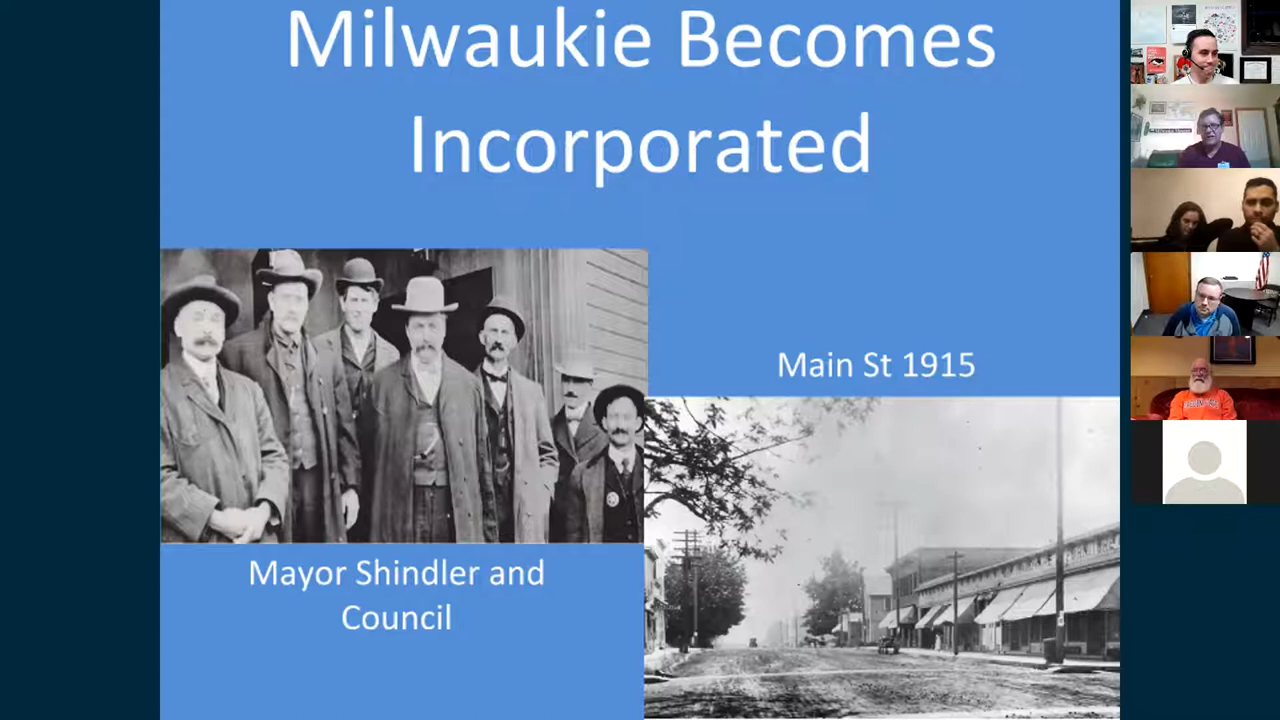 Milwaukie Becomes
Incorporated
Main St 1915
Mayor Shindler and
Council